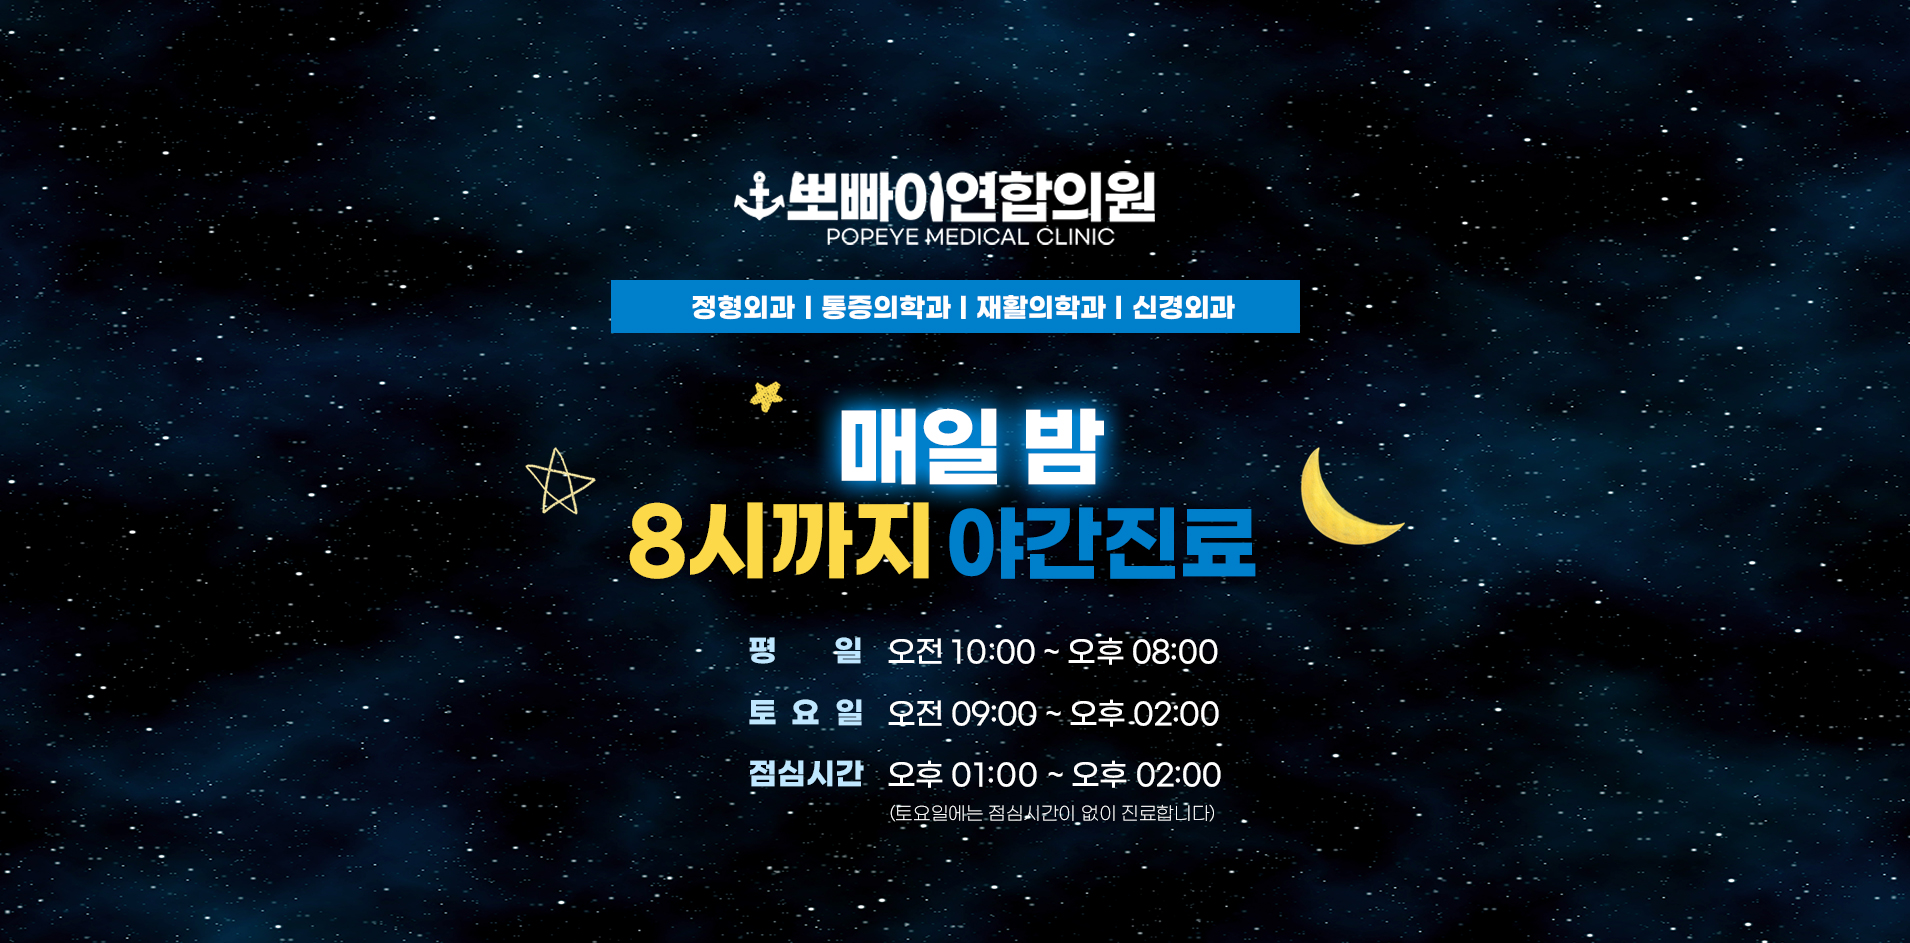 뽀빠이연합의원
POPEYE MEDICAL CLINIC
정형외과 | 통증의학과 | 재활의학과 | 신경외과
매일 밤
8시까지 야간진료
평 일 오전 10:00 ~ 오후 08:00
토 요 일 오전 09:00 ~ 오후 02:00
점심시간 오후 01:00 ~ 오후 02:00
(토요일에는 점심시간이 없이 진료합니다)